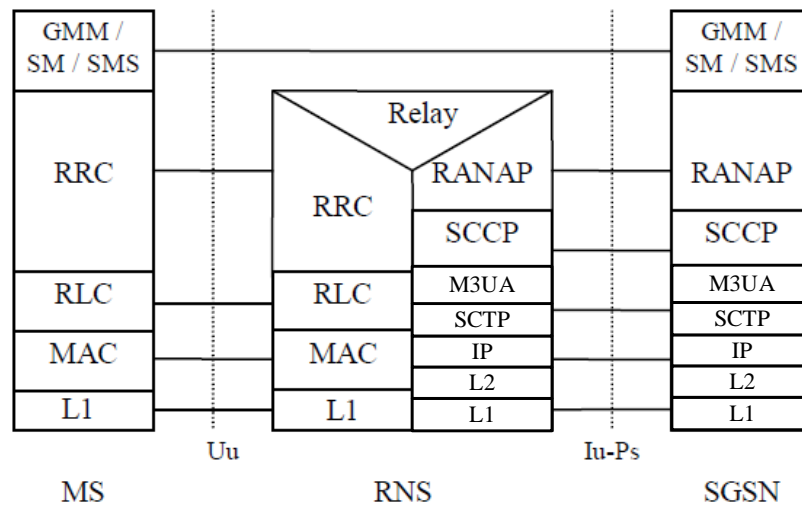 GMM /
SM / SMS
GMM /
SM / SMS
Relay
RRC
RRC
RANAP
RANAP
SCCP
SCCP
RLC
RLC
M3UA
M3UA
SCTP
SCTP
MAC
MAC
IP
IP
L2
L2
L1
L1
L1
L1
Uu
Iu-Ps
MS
RNS
SGSN